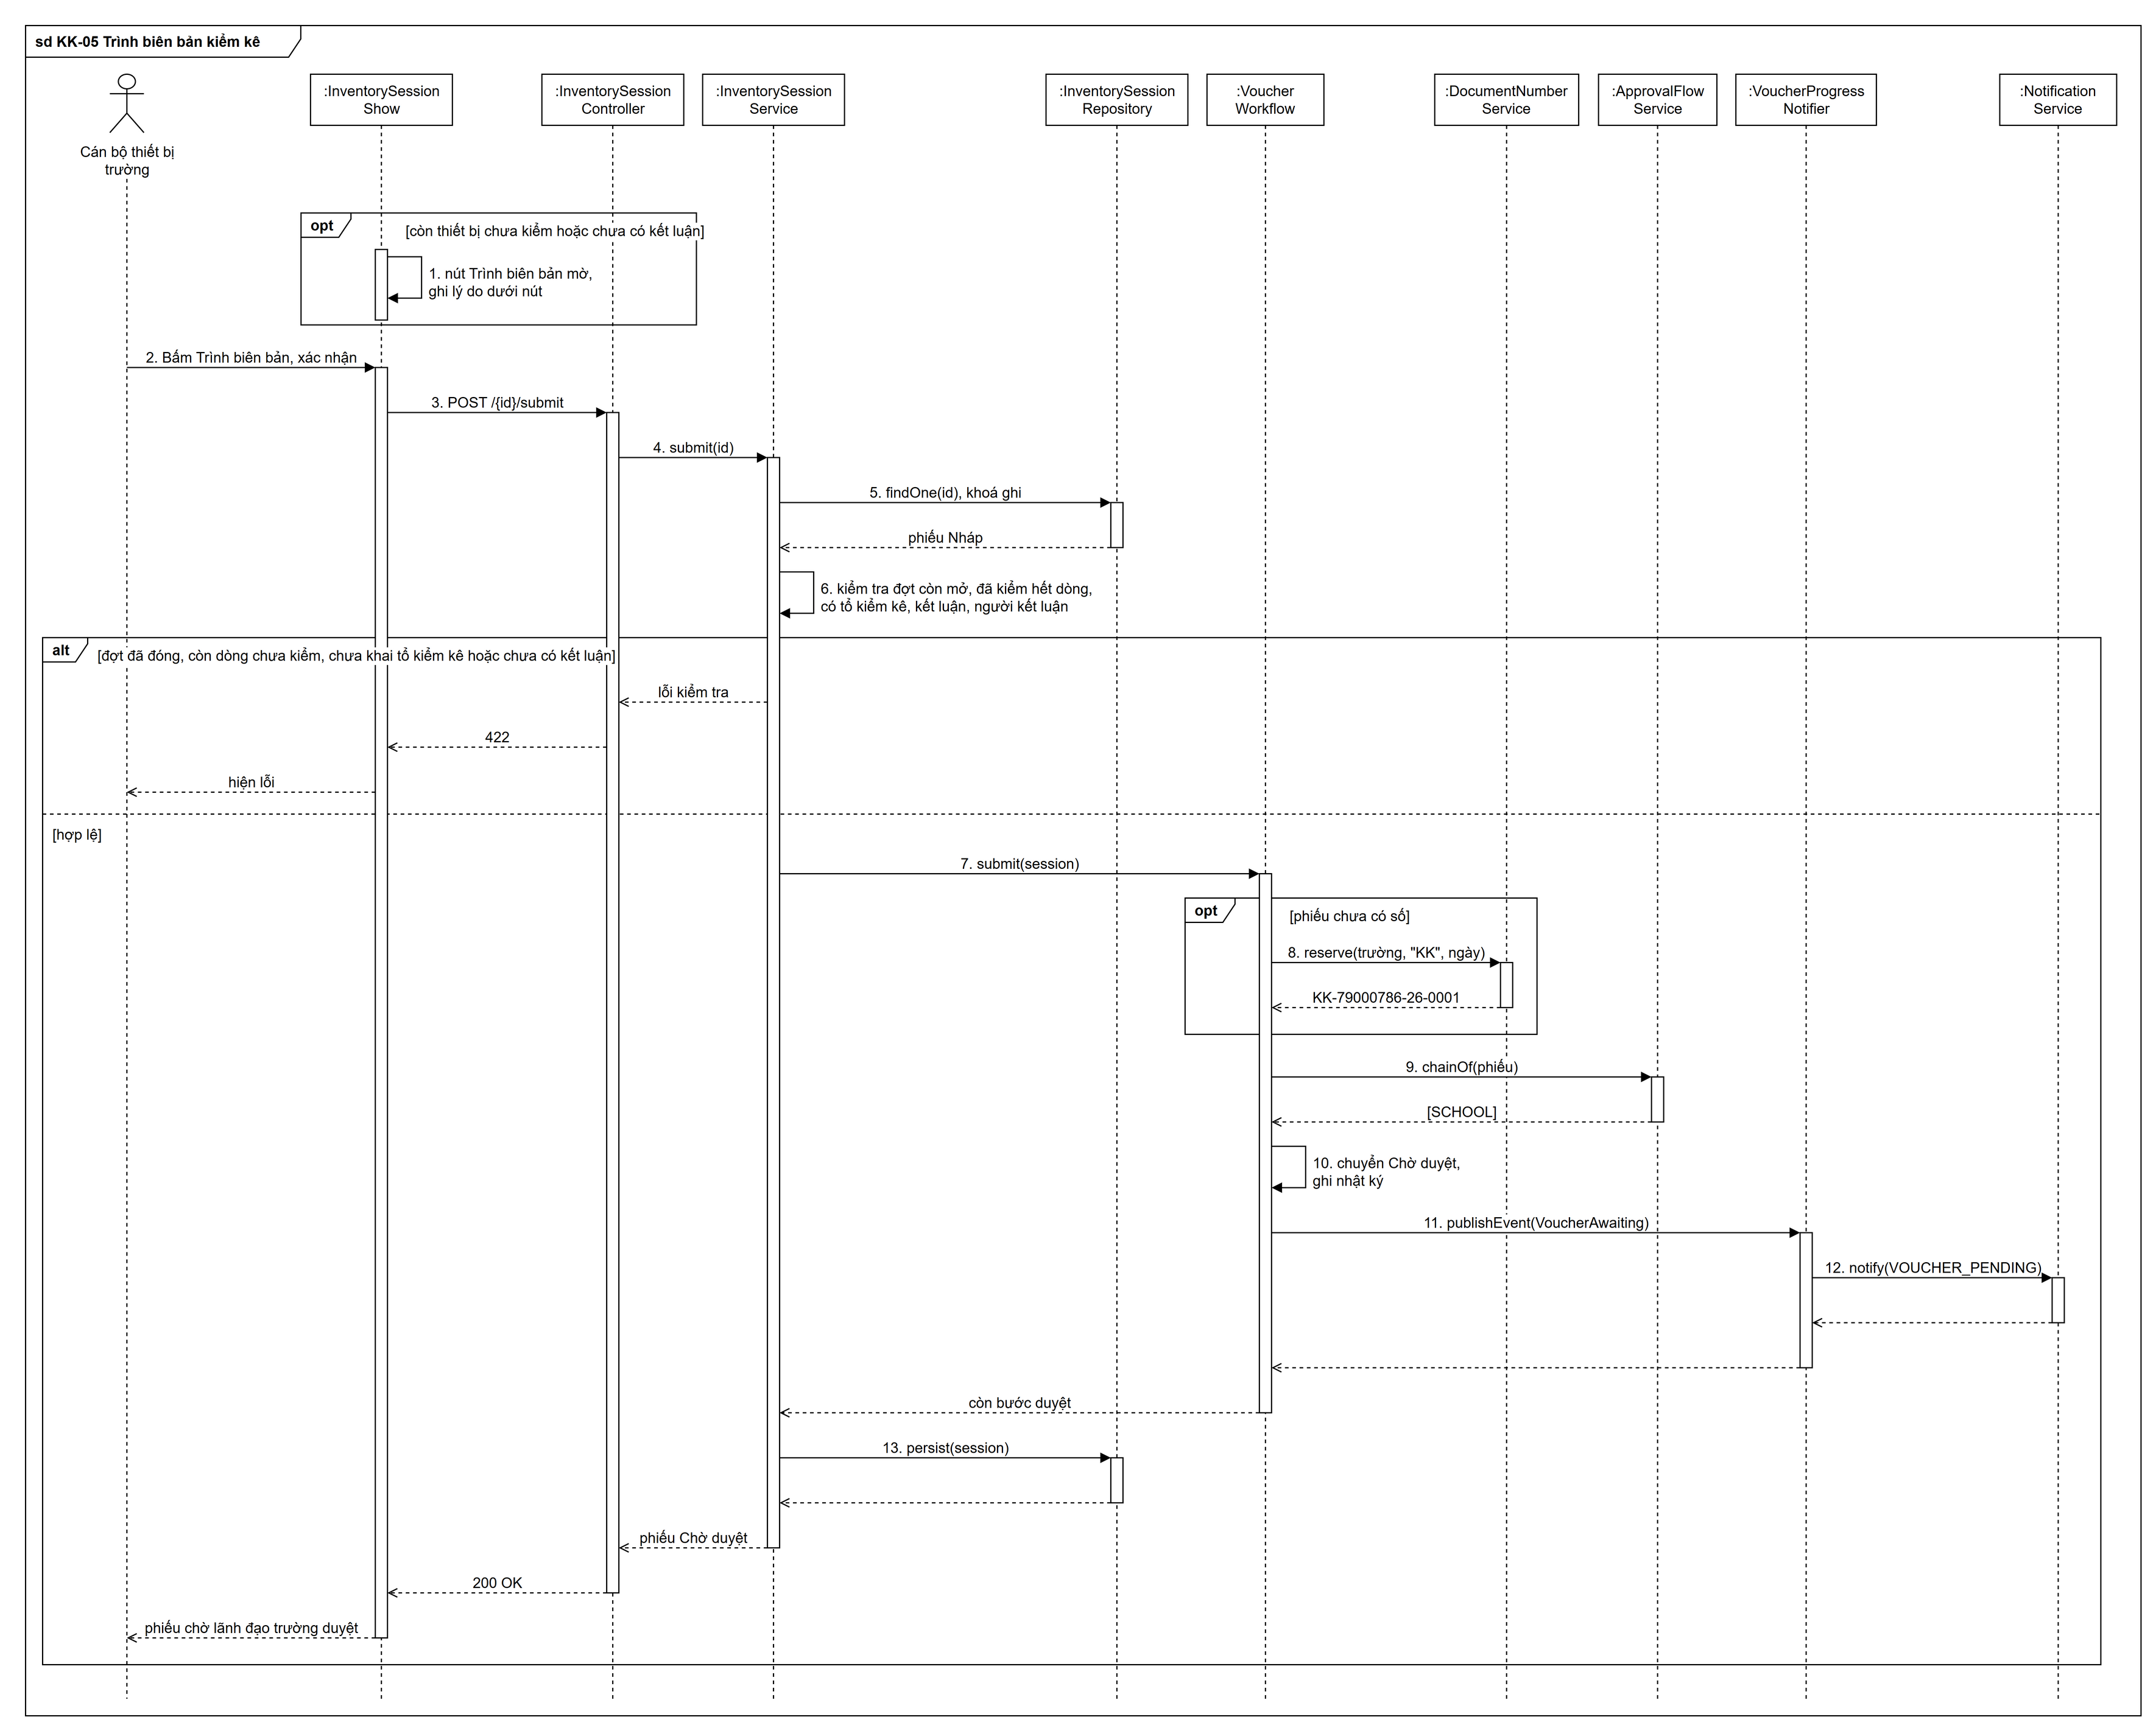 sd KK-05 Trình biên bản kiểm kê
Cán bộ thiết bị
trường
:InventorySession
Show
:InventorySession
Controller
:InventorySession
Service
:InventorySession
Repository
:Voucher
Workflow
:DocumentNumber
Service
:ApprovalFlow
Service
:VoucherProgress
Notifier
:Notification
Service
opt
[còn thiết bị chưa kiểm hoặc chưa có kết luận]
1. nút Trình biên bản mờ,
ghi lý do dưới nút
2. Bấm Trình biên bản, xác nhận
3. POST /{id}/submit
4. submit(id)
5. findOne(id), khoá ghi
phiếu Nháp
6. kiểm tra đợt còn mở, đã kiểm hết dòng,
có tổ kiểm kê, kết luận, người kết luận
alt
[đợt đã đóng, còn dòng chưa kiểm, chưa khai tổ kiểm kê hoặc chưa có kết luận]
lỗi kiểm tra
422
hiện lỗi
[hợp lệ]
7. submit(session)
opt
[phiếu chưa có số]
8. reserve(trường, "KK", ngày)
KK-79000786-26-0001
9. chainOf(phiếu)
[SCHOOL]
10. chuyển Chờ duyệt,
ghi nhật ký
11. publishEvent(VoucherAwaiting)
12. notify(VOUCHER_PENDING)
còn bước duyệt
13. persist(session)
phiếu Chờ duyệt
200 OK
phiếu chờ lãnh đạo trường duyệt